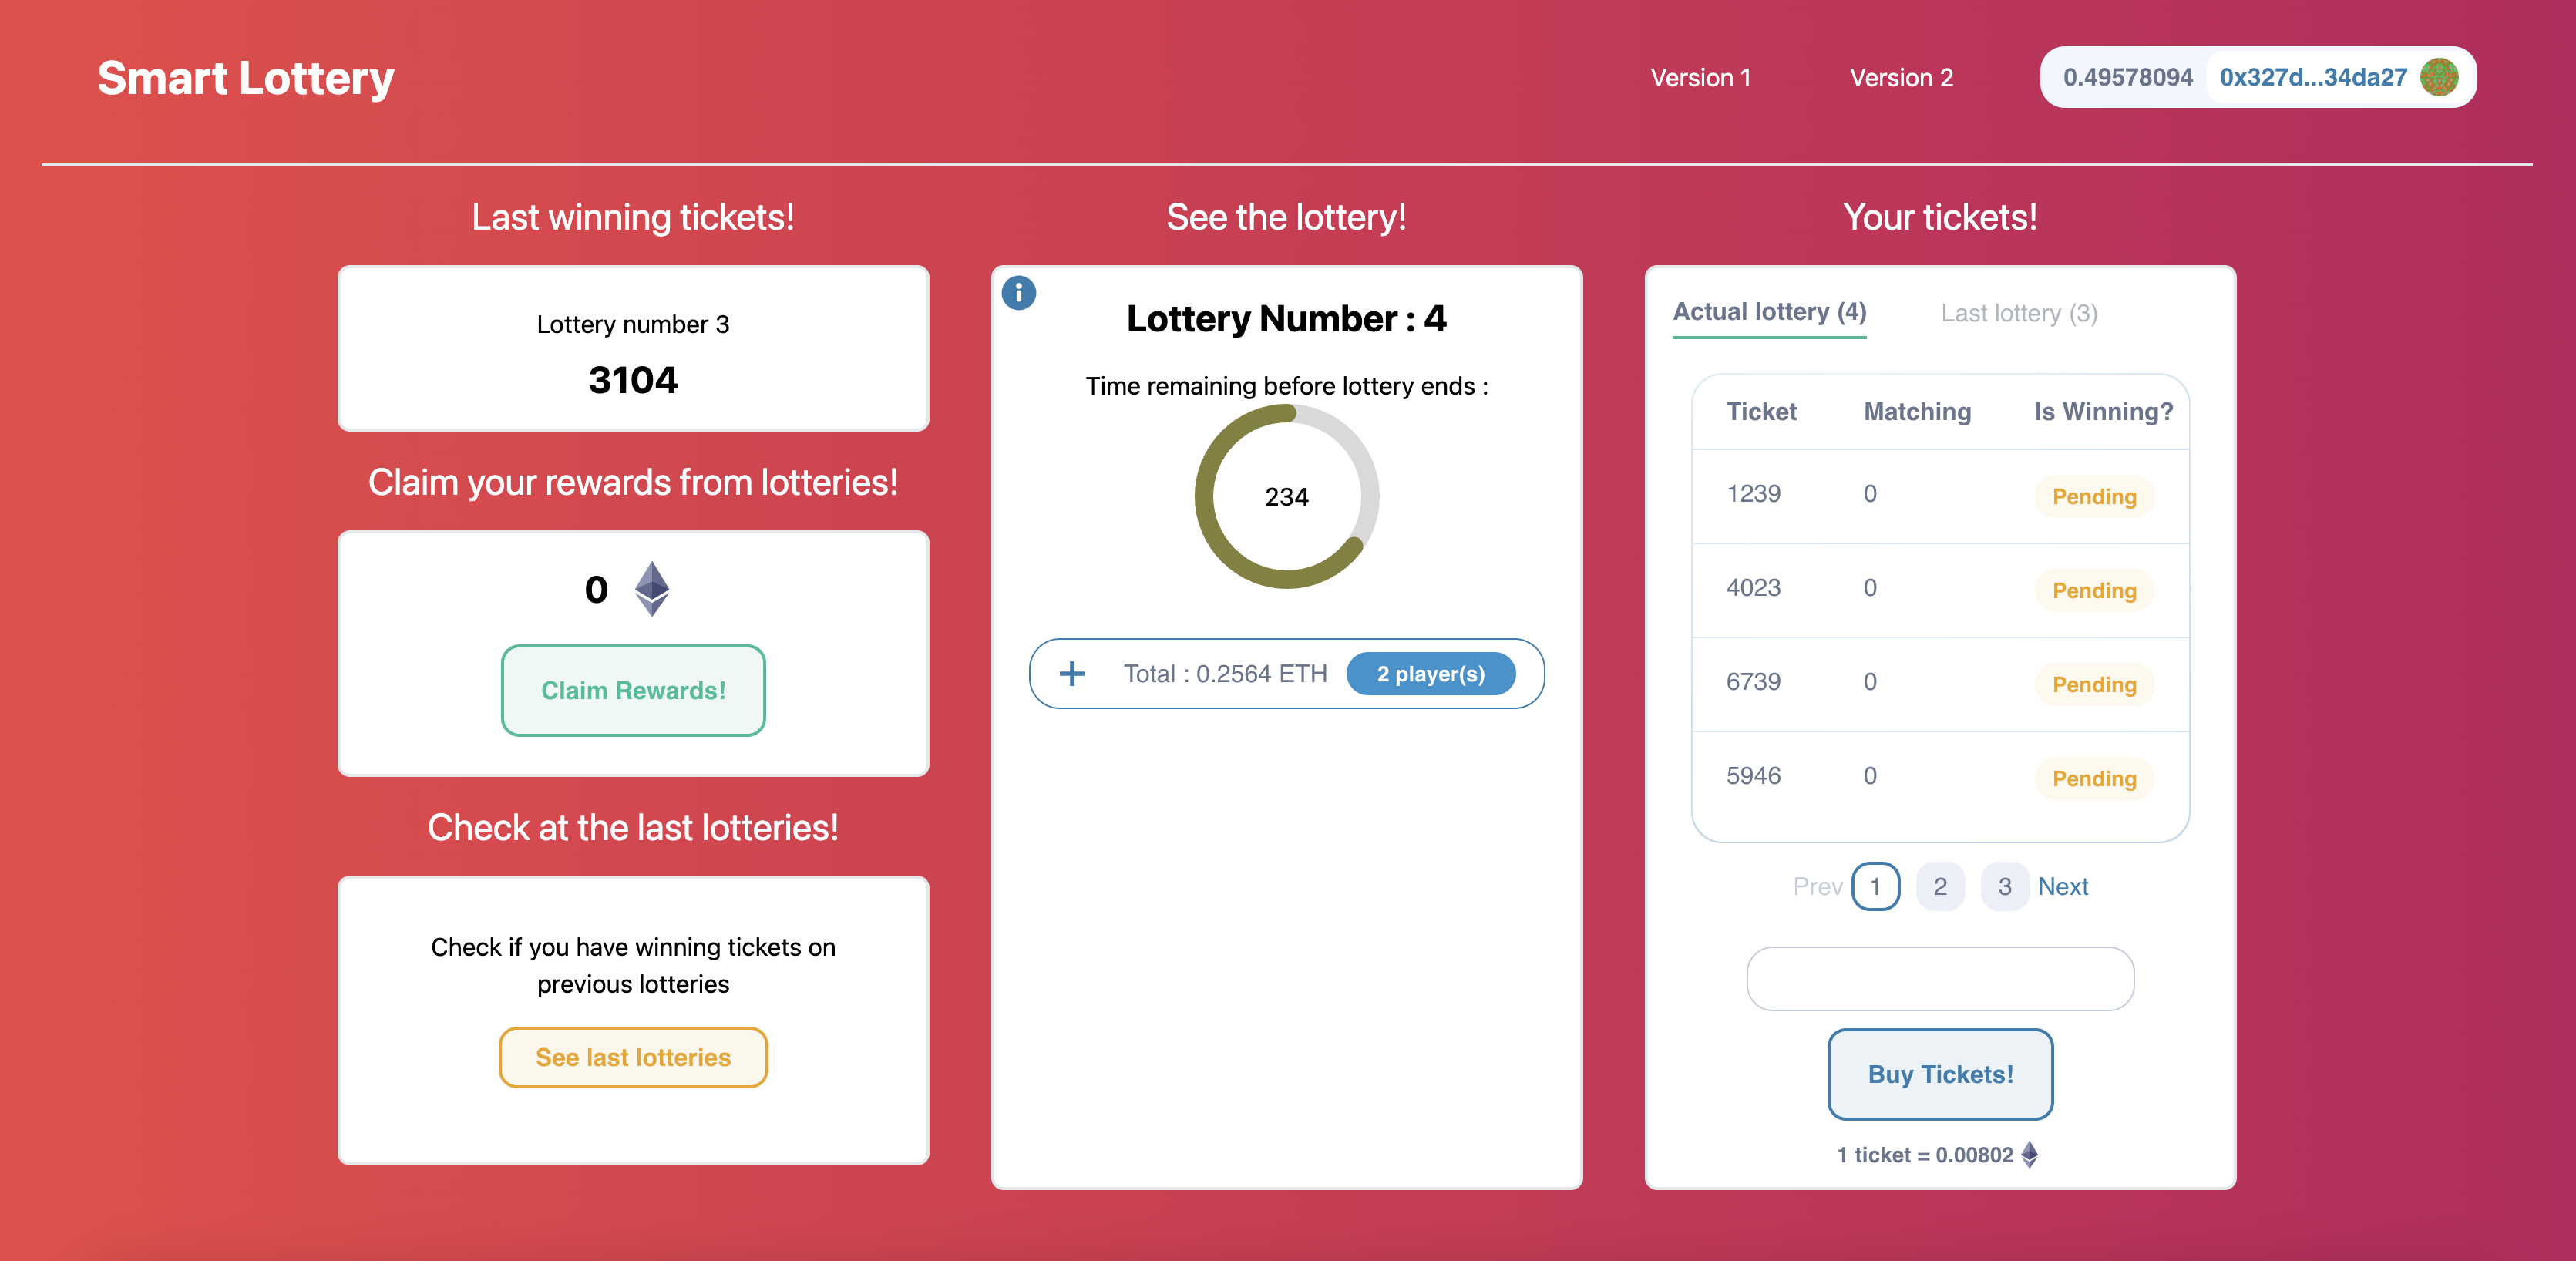 Smart Lottery
Version 1
Version 2
0.49578094
0x327d...34da27
Last winning tickets!
Lottery number 3
3104
Claim your rewards from lotteries!
0
Claim Rewards!
Check at the last lotteries!
Check if you have winning tickets on
previous lotteries
See last lotteries
See the lottery!
Lottery Number : 4
Time remaining before lottery ends :
234
+ Total : 0.2564 ETH 2 player(s)
Your tickets!
Actual lottery (4) Last lottery (3)
Ticket Matching Is Winning?
1239 0 Pending
4023 0 Pending
6739 0 Pending
5946 0 Pending
Prev 1 2 3 Next
Buy Tickets!
1 ticket = 0.00802